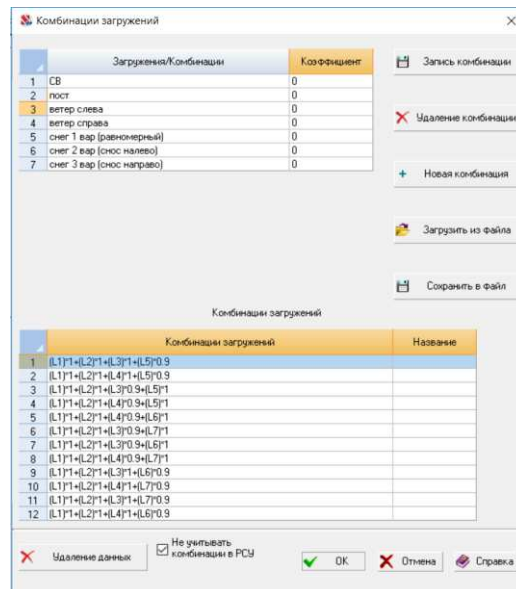 Комбинации загружений
Загружения/Комбинации Коэффициент
1 СВ 0
2 пост 0
3 ветер слева 0
4 ветер справа 0
5 снег 1 вар (равномерный) 0
6 снег 2 вар (снос налево) 0
7 снег 3 вар (снос направо) 0
Запись комбинации
Удаление комбинации
Новая комбинация
Загрузить из файла
Сохранить в файл
Комбинации загружений
Комбинации загружений Название
1 (L1)*1+(L2)*1+(L3)*1+(L5)*0.9
2 (L1)*1+(L2)*1+(L4)*1+(L5)*0.9
3 (L1)*1+(L2)*1+(L3)*0.9+(L5)*1
4 (L1)*1+(L2)*1+(L4)*0.9+(L5)*1
5 (L1)*1+(L2)*1+(L4)*0.9+(L6)*1
6 (L1)*1+(L2)*1+(L3)*0.9+(L7)*1
7 (L1)*1+(L2)*1+(L3)*0.9+(L6)*1
8 (L1)*1+(L2)*1+(L4)*0.9+(L7)*1
9 (L1)*1+(L2)*1+(L3)*1+(L6)*0.9
10 (L1)*1+(L2)*1+(L4)*1+(L7)*0.9
11 (L1)*1+(L2)*1+(L3)*1+(L7)*0.9
12 (L1)*1+(L2)*1+(L4)*1+(L6)*0.9
Удаление данных
Не учитывать
комбинации в РСУ
OK
Отмена
Справка